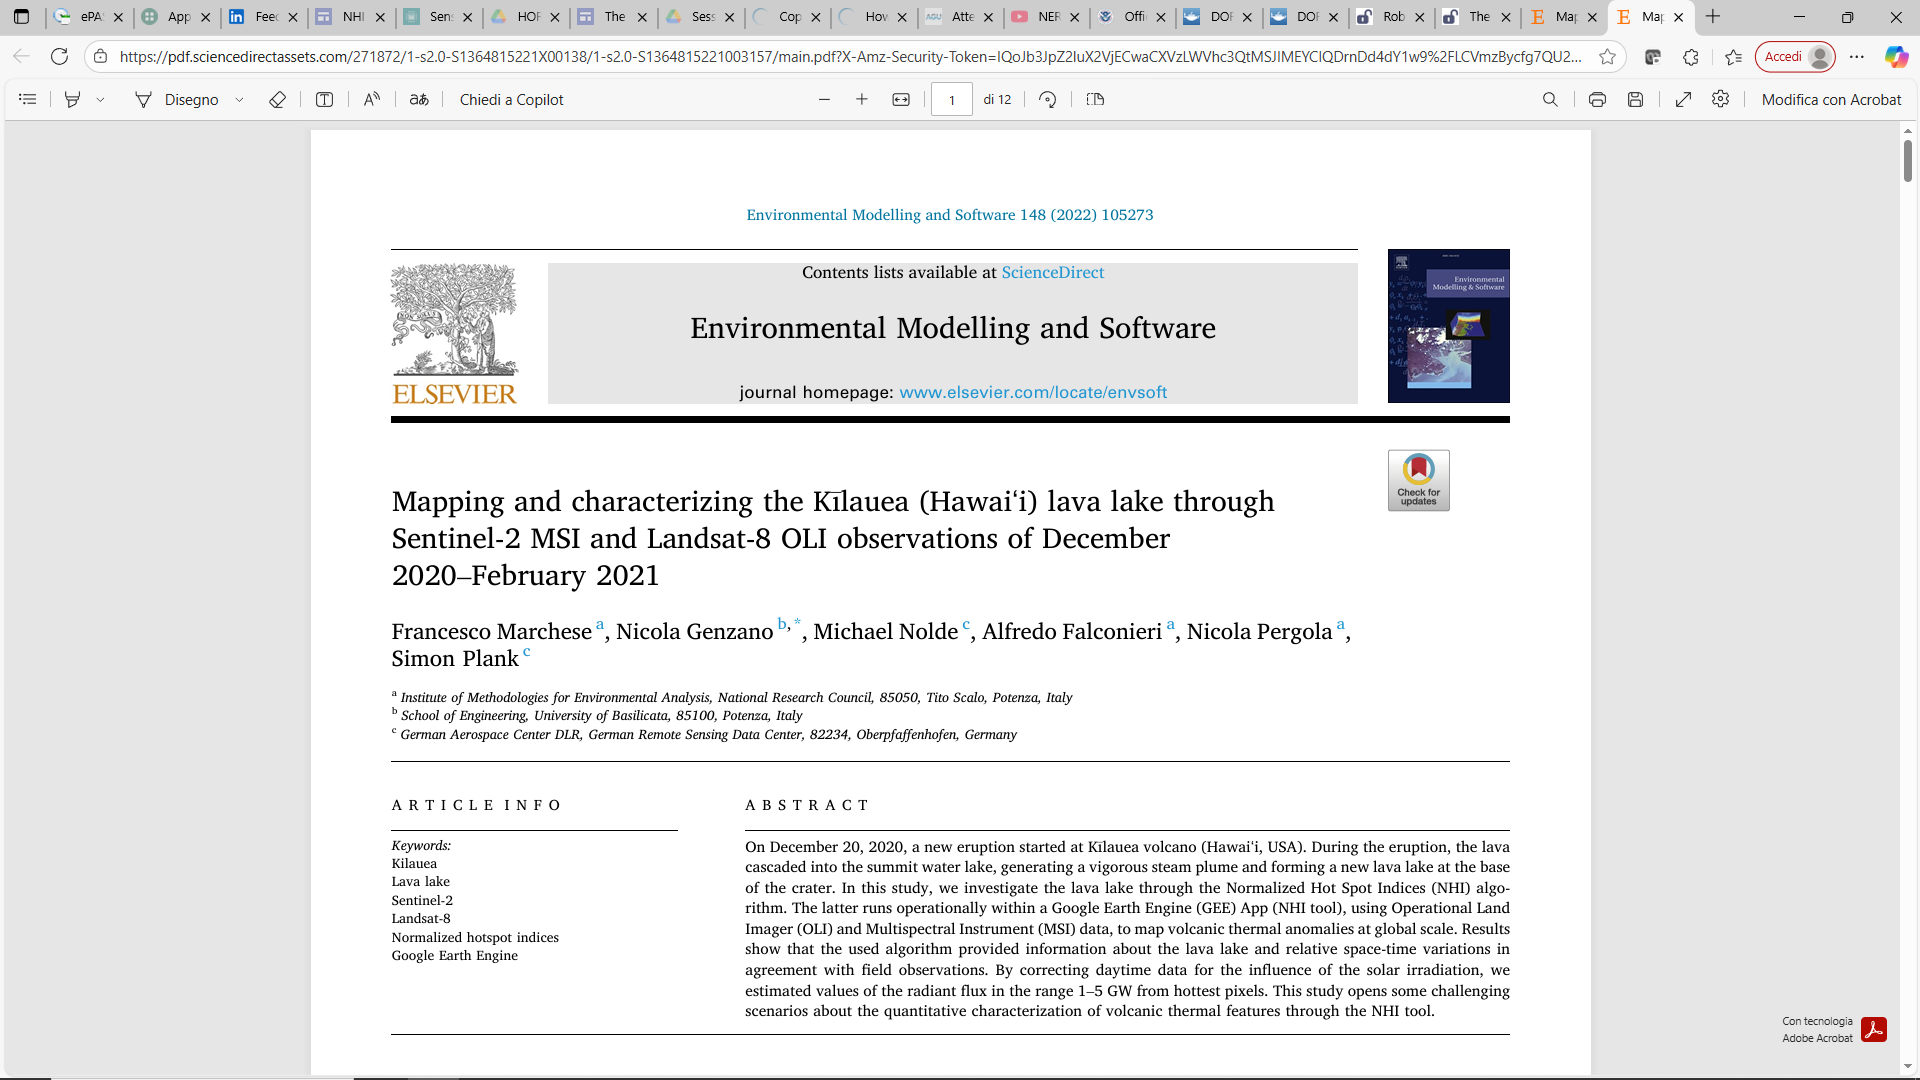 ePA
App
Feec
NHI
Sen
HOF
The
Sess
Cop
Hov
Atte
NER
Offi
DOI
DOI
Rob
The
Map
Map
https://pdf.sciencedirectassets.com/271872/1-s2.0-S1364815221X00138/1-s2.0-S1364815221003157/main.pdf?X-Amz-Security-Token=IQoJb3JpZ2luX2VjECwaCXVzLWVhc3QtMSJIMEYCIQDrnDd4dY1w9%2FLCVmzBycfg7QU2...
Accedi
Disegno
Chiedi a Copilot
1 di 12
Modifica con Acrobat
Environmental Modelling and Software 148 (2022) 105273
Contents lists available at ScienceDirect
Environmental Modelling and Software
journal homepage: www.elsevier.com/locate/envsoft
ELSEVIER
Environmental
Modelling & Software
Check for
updates
Mapping and characterizing the Kīlauea (Hawai‘i) lava lake through
Sentinel-2 MSI and Landsat-8 OLI observations of December
2020–February 2021
Francesco Marchese a, Nicola Genzano b,*, Michael Nolde c, Alfredo Falconieri a, Nicola Pergola a,
Simon Plank c
a Institute of Methodologies for Environmental Analysis, National Research Council, 85050, Tito Scalo, Potenza, Italy
b School of Engineering, University of Basilicata, 85100, Potenza, Italy
c German Aerospace Center DLR, German Remote Sensing Data Center, 82234, Oberpfaffenhofen, Germany
ARTICLE INFO
Keywords:
Kilauea
Lava lake
Sentinel-2
Landsat-8
Normalized hotspot indices
Google Earth Engine
ABSTRACT
On December 20, 2020, a new eruption started at Kīlauea volcano (Hawai‘i, USA). During the eruption, the lava
cascaded into the summit water lake, generating a vigorous steam plume and forming a new lava lake at the base
of the crater. In this study, we investigate the lava lake through the Normalized Hot Spot Indices (NHI) algo-
rithm. The latter runs operationally within a Google Earth Engine (GEE) App (NHI tool), using Operational Land
Imager (OLI) and Multispectral Instrument (MSI) data, to map volcanic thermal anomalies at global scale. Results
show that the used algorithm provided information about the lava lake and relative space-time variations in
agreement with field observations. By correcting daytime data for the influence of the solar irradiation, we
estimated values of the radiant flux in the range 1–5 GW from hottest pixels. This study opens some challenging
scenarios about the quantitative characterization of volcanic thermal features through the NHI tool.
Con tecnologia
Adobe Acrobat